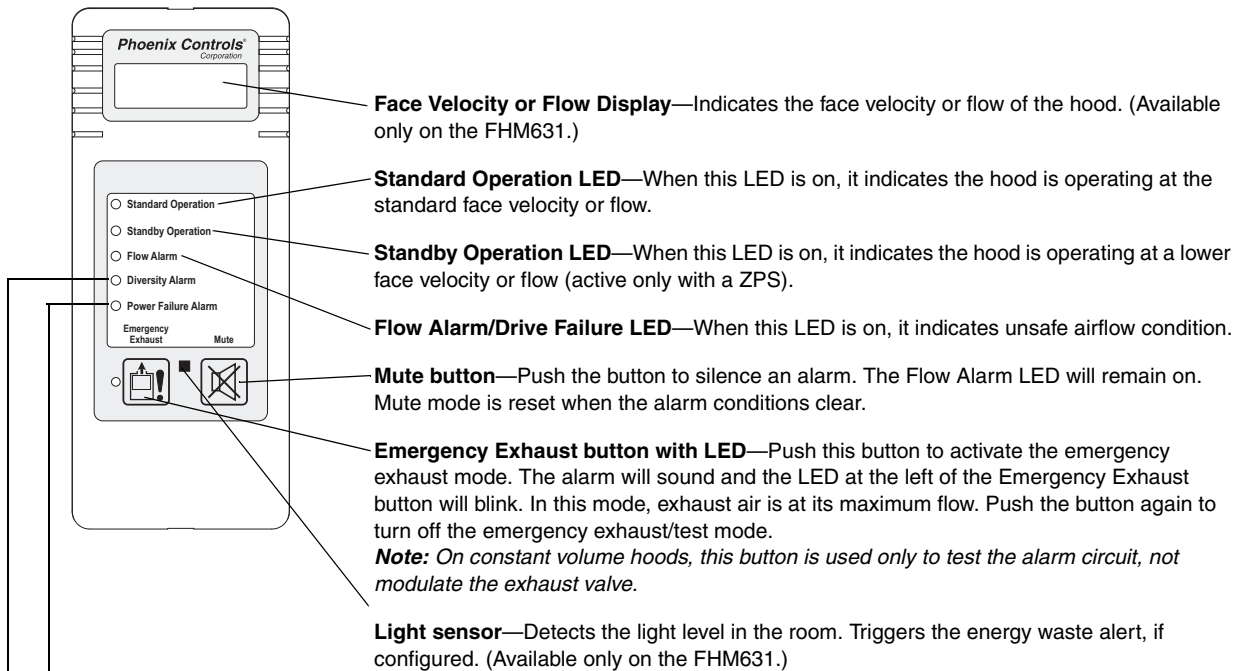 Phoenix Controls®
Corporation
Standard Operation
Standby Operation
Flow Alarm
Diversity Alarm
Power Failure Alarm
Emergency
Exhaust
Mute
!
Face Velocity or Flow Display—Indicates the face velocity or flow of the hood. (Available
only on the FHM631.)
Standard Operation LED—When this LED is on, it indicates the hood is operating at the
standard face velocity or flow.
Standby Operation LED—When this LED is on, it indicates the hood is operating at a lower
face velocity or flow (active only with a ZPS).
Flow Alarm/Drive Failure LED—When this LED is on, it indicates unsafe airflow condition.
Mute button—Push the button to silence an alarm. The Flow Alarm LED will remain on.
Mute mode is reset when the alarm conditions clear.
Emergency Exhaust button with LED—Push this button to activate the emergency
exhaust mode. The alarm will sound and the LED at the left of the Emergency Exhaust
button will blink. In this mode, exhaust air is at its maximum flow. Push the button again to
turn off the emergency exhaust/test mode.
Note: On constant volume hoods, this button is used only to test the alarm circuit, not
modulate the exhaust valve.
Light sensor—Detects the light level in the room. Triggers the energy waste alert, if
configured. (Available only on the FHM631.)